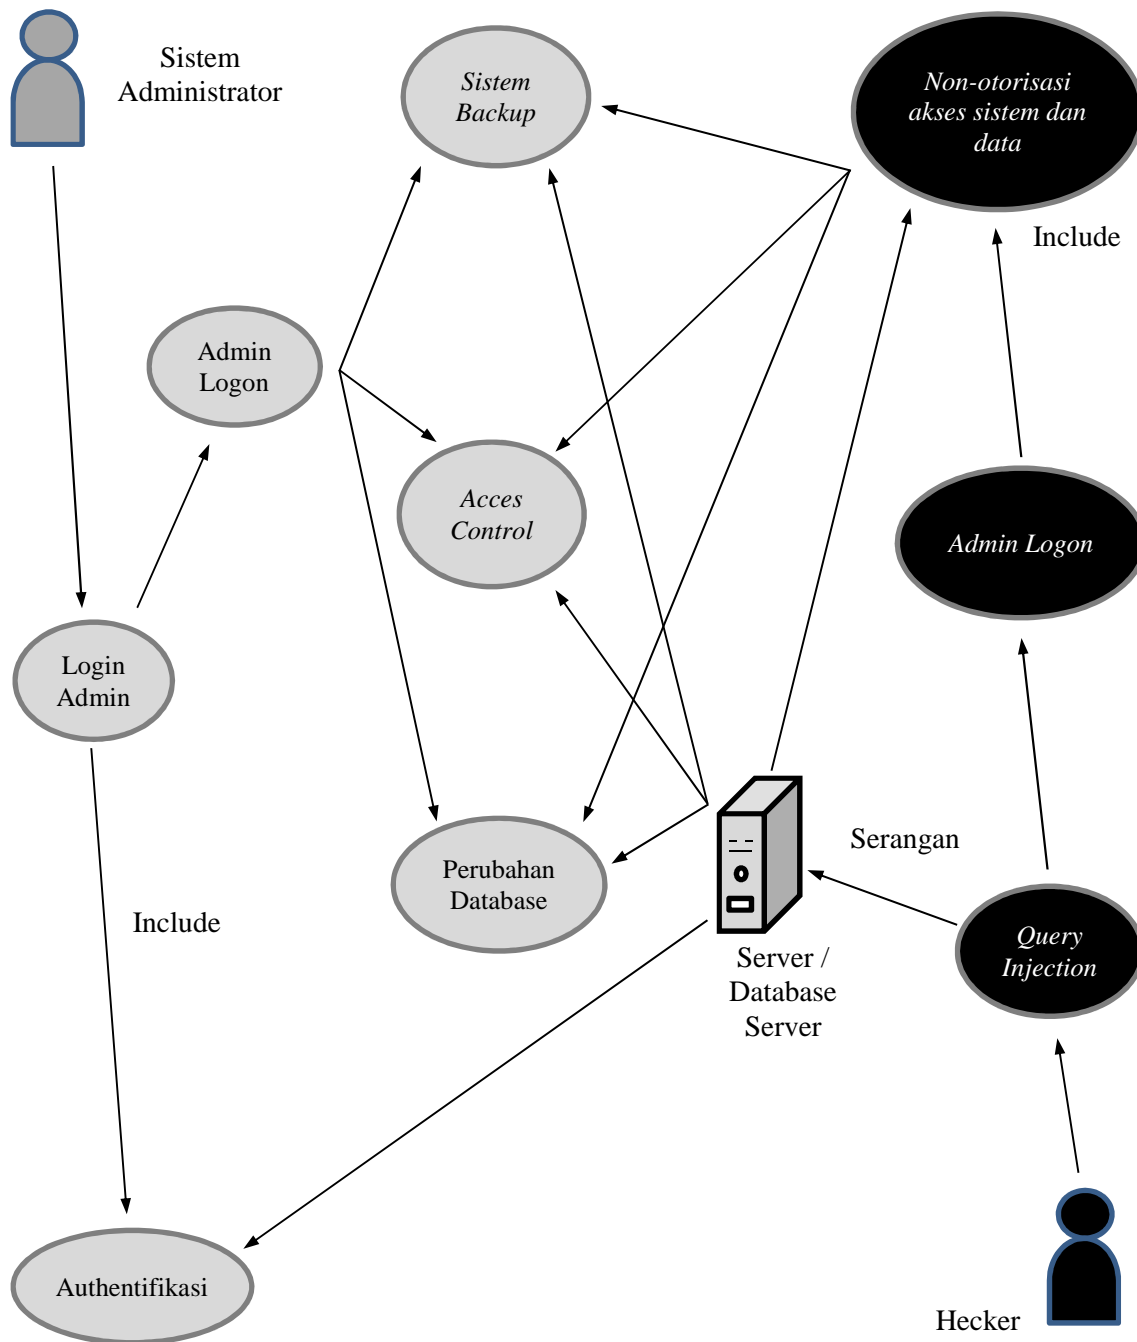 Sistem
Administrator
Sistem
Backup
Non-otorisasi
akses sistem dan
data
Include
Admin
Logon
Acces
Control
Admin Logon
Login
Admin
Serangan
Perubahan
Database
Include
Query
Injection
Server /
Database
Server
Authentifikasi
Hecker